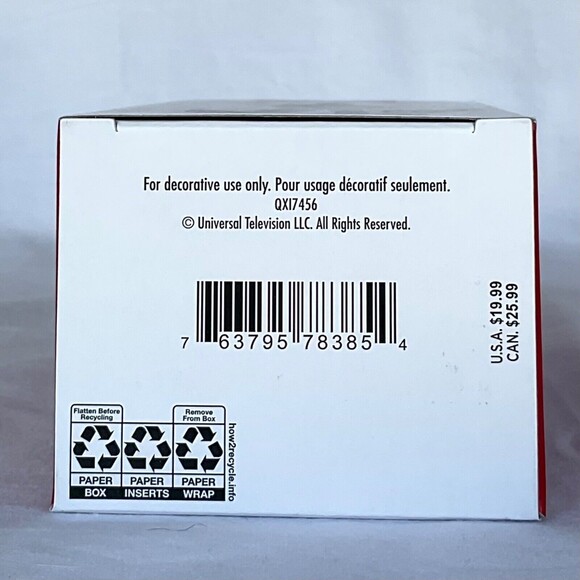 For decorative use only. Pour usage décoratif seulement.
QXI7456
© Universal Television LLC. All Rights Reserved.
7 63795 78385 4
U.S.A. $19.99
CAN. $25.99
Flatten Before
Recycling
Remove
From Box
PAPER PAPER PAPER
BOX INSERTS WRAP
how2recycle.info